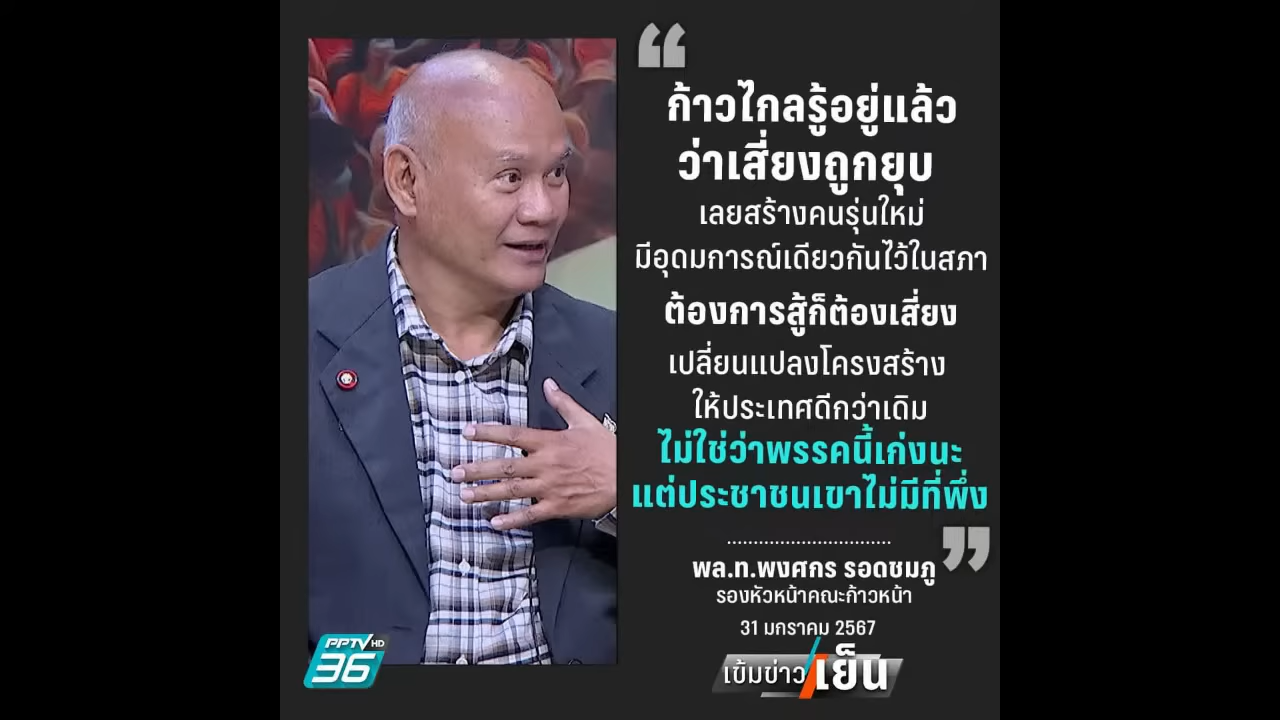 ก้าวไกลรู้อยู่แล้ว
ว่าเสี่ยงถูกยุบ
เลยสร้างคนรุ่นใหม่
มีอุดมการณ์เดียวกันไว้ในสภา
ต้องการสู้ก็ต้องเสี่ยง
เปลี่ยนแปลงโครงสร้าง
ให้ประเทศดีกว่าเดิม
ไม่ใช่ว่าพรรคนี้เก่งนะ
แต่ประชาชนเขาไม่มีที่พึ่ง
พล.ท.พงศกร รอดชมภู
รองหัวหน้าคณะก้าวหน้า
31 มกราคม 2567
PPTV HD
36
เข้มข่าวเย็น